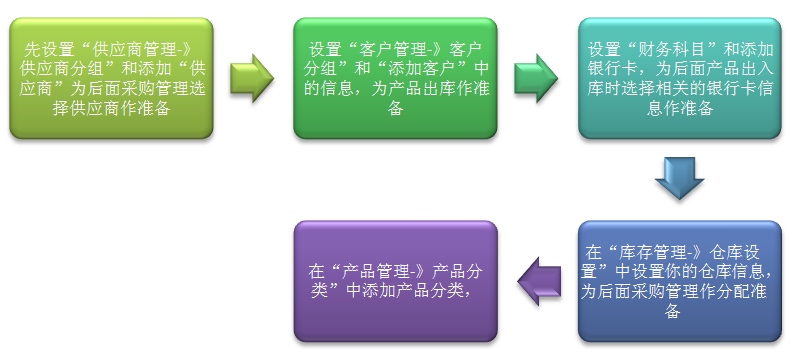 先设置“供应商管理-》
供应商分组”和添加“供
应商”为后面采购管理选
择供应商作准备
设置“客户管理-》客户
分组”和“添加客户”中
的信息，为产品出库作准
备
设置“财务科目”和添加
银行卡，为后面产品出入
库时选择相关的银行卡信
息作准备
在“库存管理-》仓库设
置”中设置你的仓库信息，
为后面采购管理作分配准
备
在“产品管理-》产品分
类”中添加产品分类，